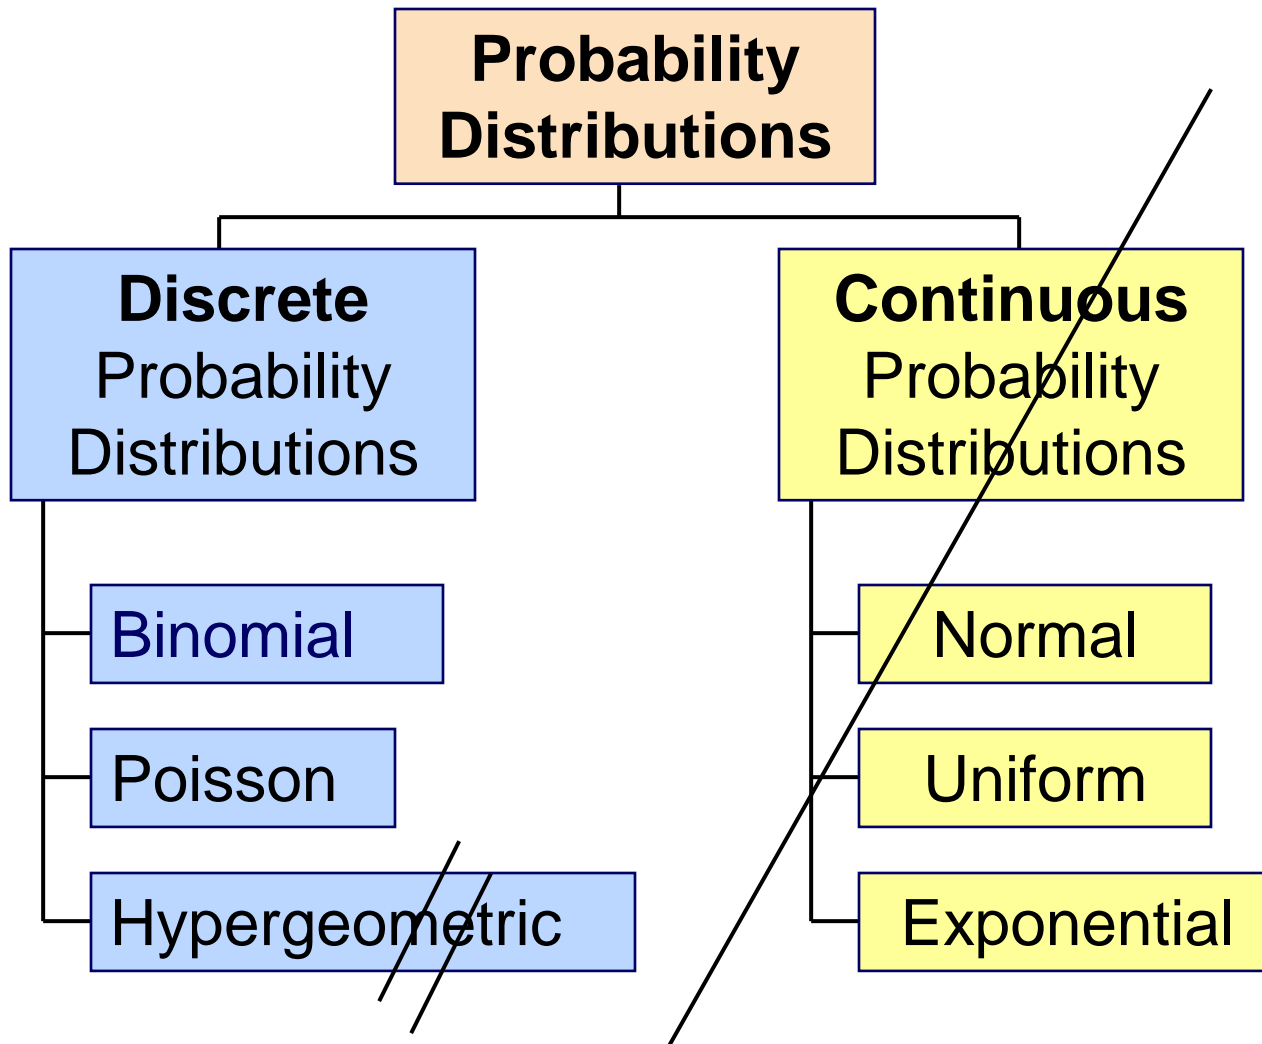 Probability
Distributions
Discrete
Probability
Distributions
Continuous
Probability
Distributions
Binomial
Normal
Poisson
Uniform
Hypergeometric
Exponential